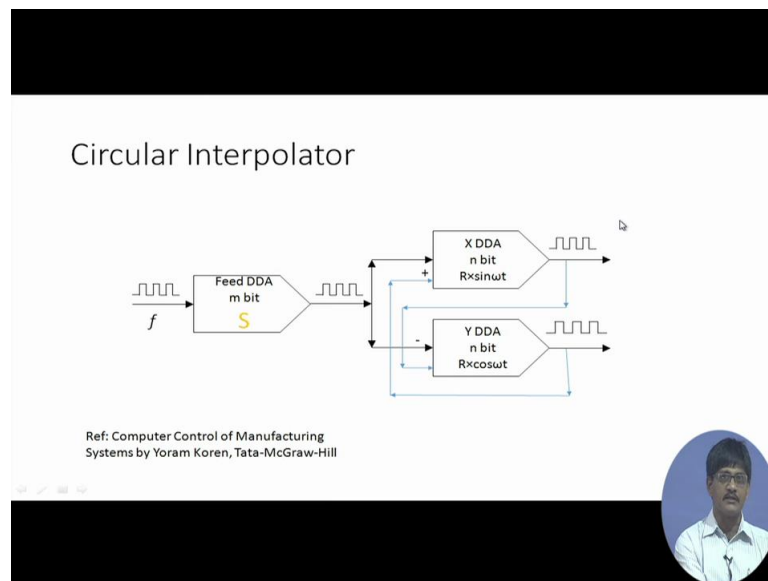 Circular Interpolator
f
Feed DDA
m bit
S
X DDA
n bit
R×sinωt
+
-
Y DDA
n bit
R×cosωt
Ref: Computer Control of Manufacturing
Systems by Yoram Koren, Tata-McGraw-Hill